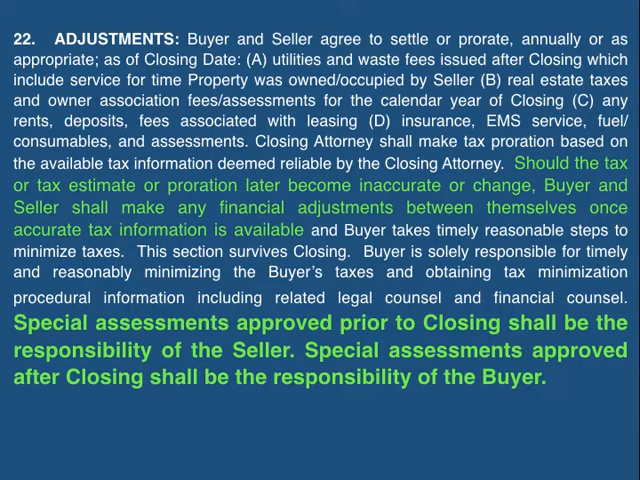 22. ADJUSTMENTS: Buyer and Seller agree to settle or prorate, annually or as
appropriate; as of Closing Date: (A) utilities and waste fees issued after Closing which
include service for time Property was owned/occupied by Seller (B) real estate taxes
and owner association fees/assessments for the calendar year of Closing (C) any
rents, deposits, fees associated with leasing (D) insurance, EMS service, fuel/
consumables, and assessments. Closing Attorney shall make tax proration based on
the available tax information deemed reliable by the Closing Attorney. Should the tax
or tax estimate or proration later become inaccurate or change, Buyer and
Seller shall make any financial adjustments between themselves once
accurate tax information is available and Buyer takes timely reasonable steps to
minimize taxes. This section survives Closing. Buyer is solely responsible for timely
and reasonably minimizing the Buyer's taxes and obtaining tax minimization
procedural information including related legal counsel and financial counsel.
Special assessments approved prior to Closing shall be the
responsibility of the Seller. Special assessments approved
after Closing shall be the responsibility of the Buyer.